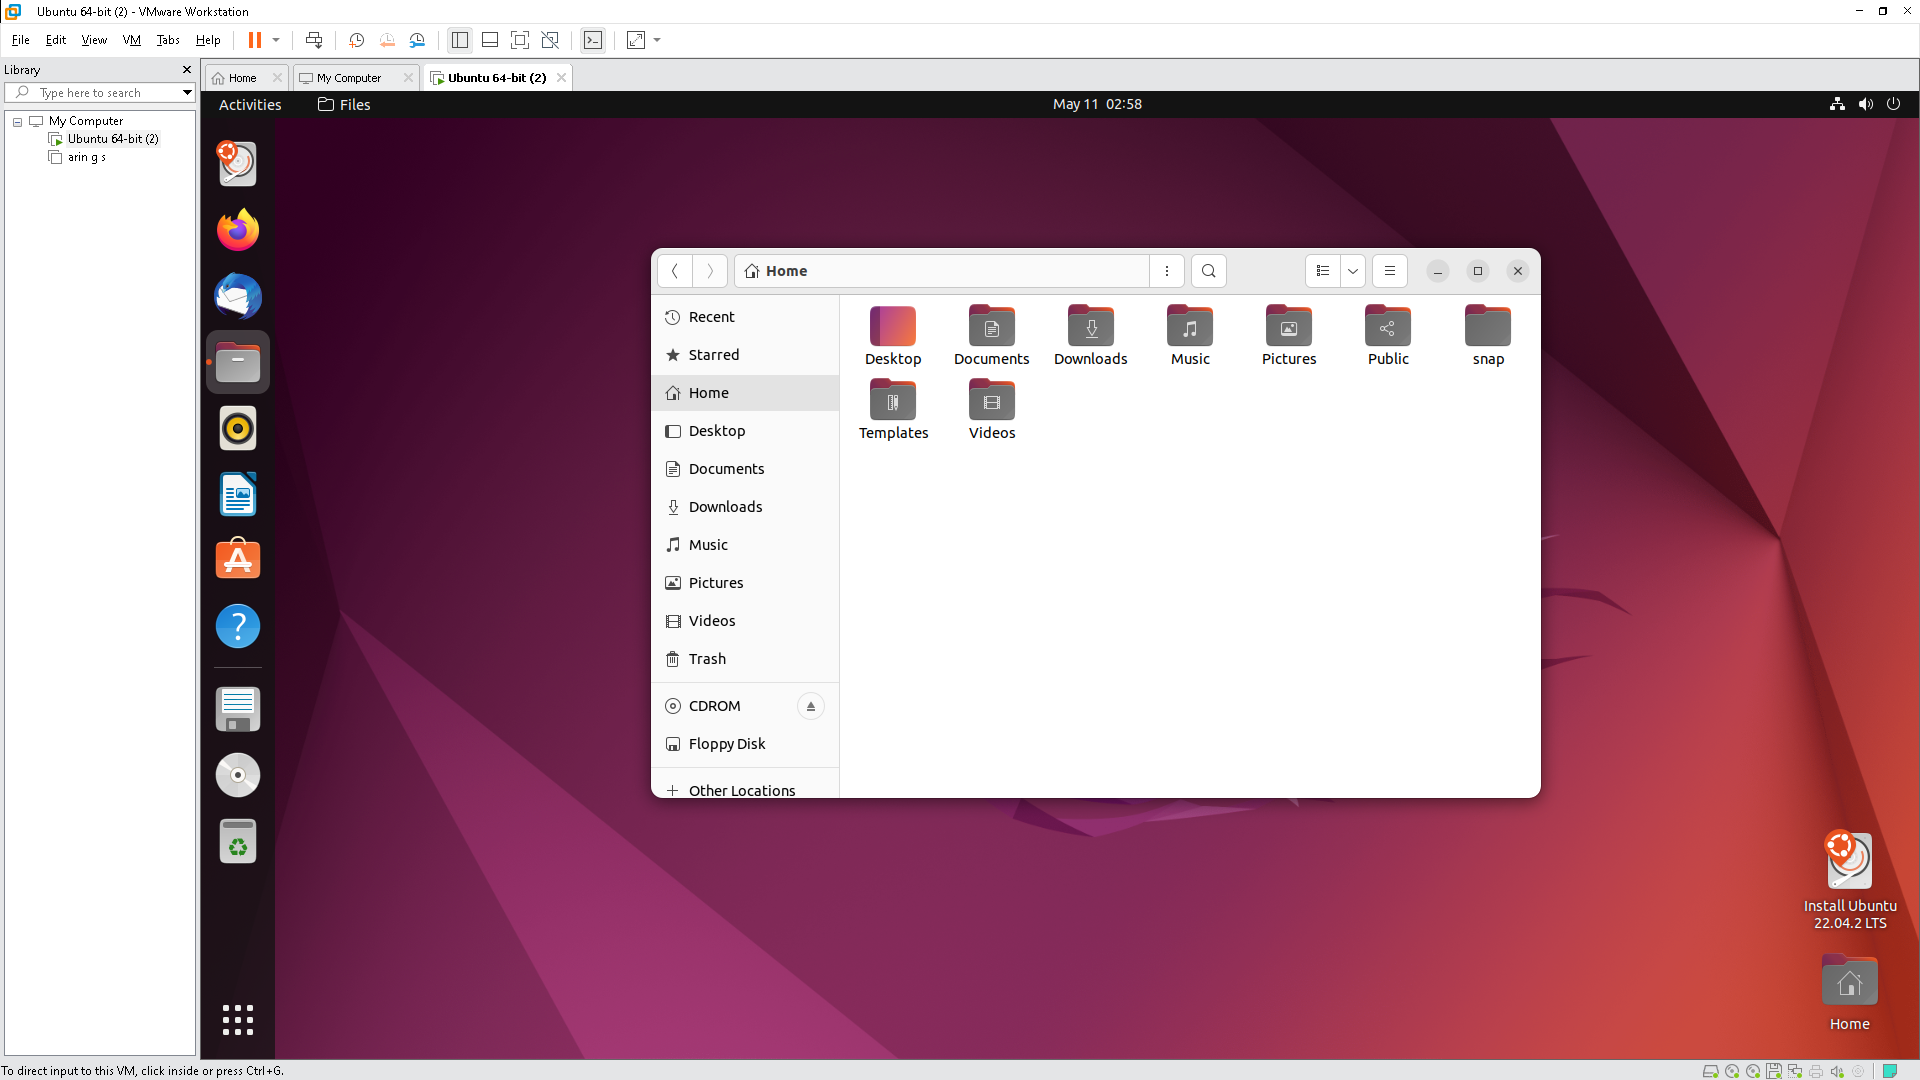 Ubuntu 64-bit (2) - VMware Workstation
File Edit View VM Tabs Help
Library
Type here to search
My Computer
Ubuntu 64-bit (2)
arin g s
Home
My Computer
Ubuntu 64-bit (2)
Activities
Files
May 11 02:58
Home
Recent
Starred
Home
Desktop
Documents
Downloads
Music
Pictures
Videos
Trash
CDROM
Floppy Disk
Other Locations
Desktop Documents Downloads Music Pictures Public snap
Templates Videos
Install Ubuntu
22.04.2 LTS
Home
To direct input to this VM, click inside or press Ctrl+G.